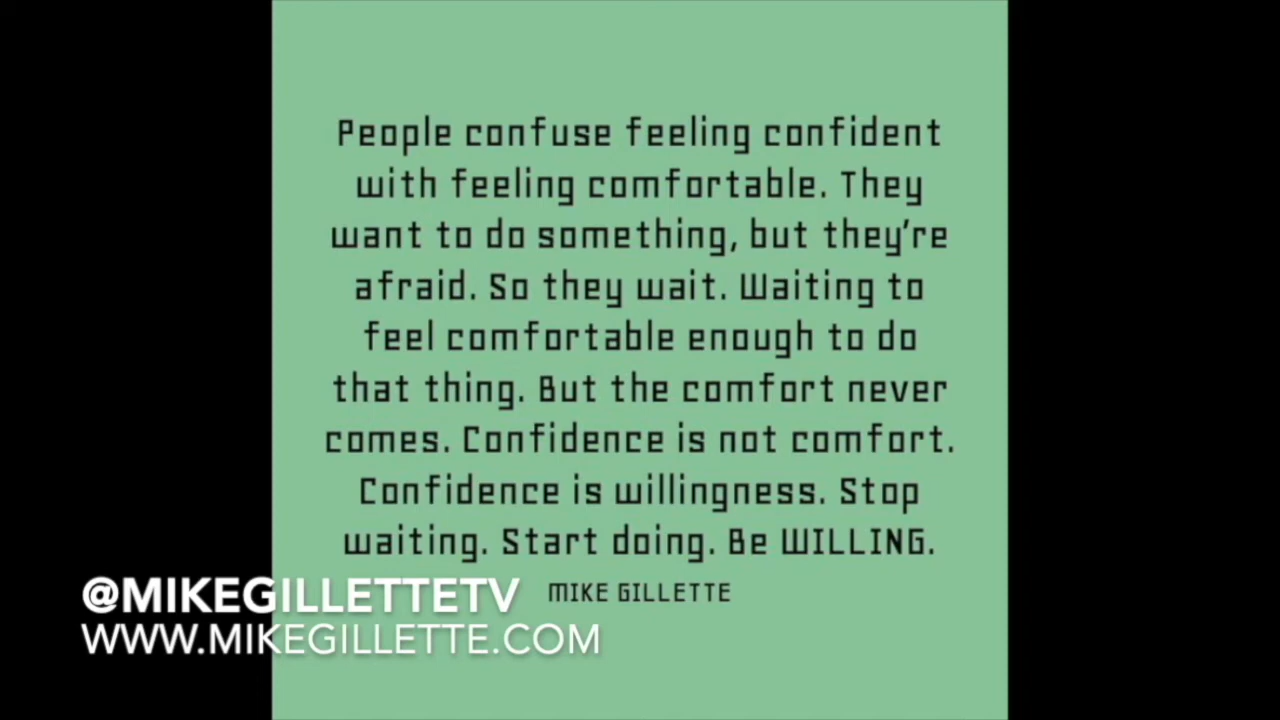 People confuse feeling confident
with feeling comfortable. They
want to do something, but they're
afraid. So they wait. Waiting to
feel comfortable enough to do
that thing. But the comfort never
comes. Confidence is not comfort.
Confidence is willingness. Stop
waiting. Start doing. Be WILLING.
MIKE GILLETTE
@MIKEGILLETTETV
WWW.MIKEGILLETTE.COM